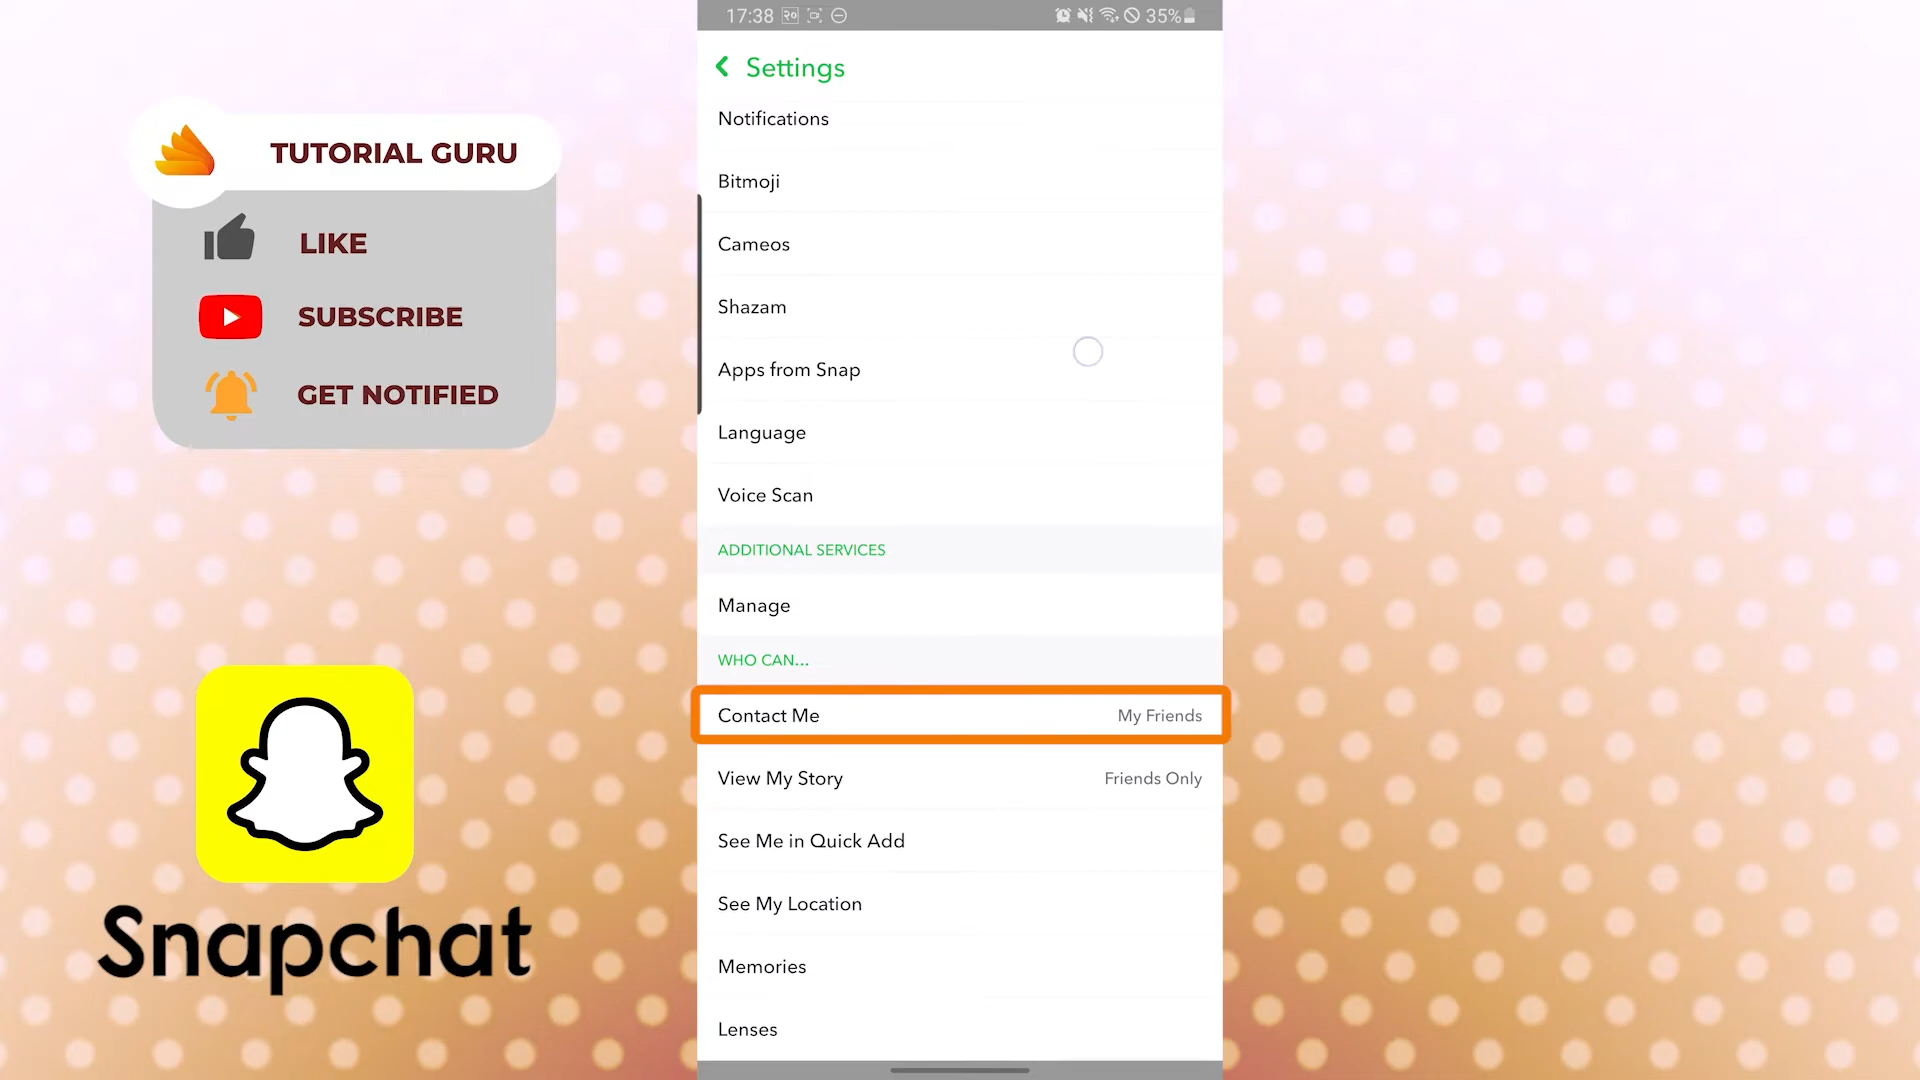 TUTORIAL GURU
LIKE
SUBSCRIBE
GET NOTIFIED
Snapchat
17:38 २० 35%
Settings
Notifications
Bitmoji
Cameos
Shazam
Apps from Snap
Language
Voice Scan
ADDITIONAL SERVICES
Manage
WHO CAN...
Contact Me My Friends
View My Story Friends Only
See Me in Quick Add
See My Location
Memories
Lenses